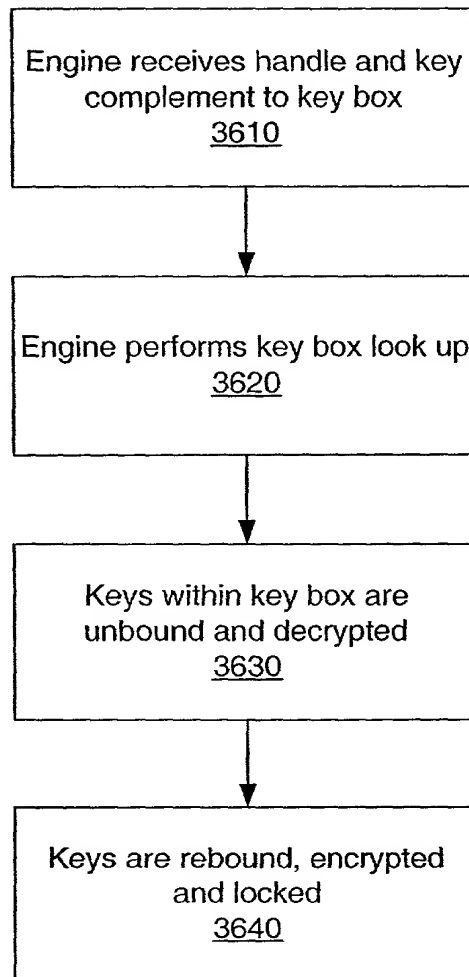 Engine receives handle and key
complement to key box
3610
Engine performs key box look up
3620
Keys within key box are
unbound and decrypted
3630
Keys are rebound, encrypted
and locked
3640